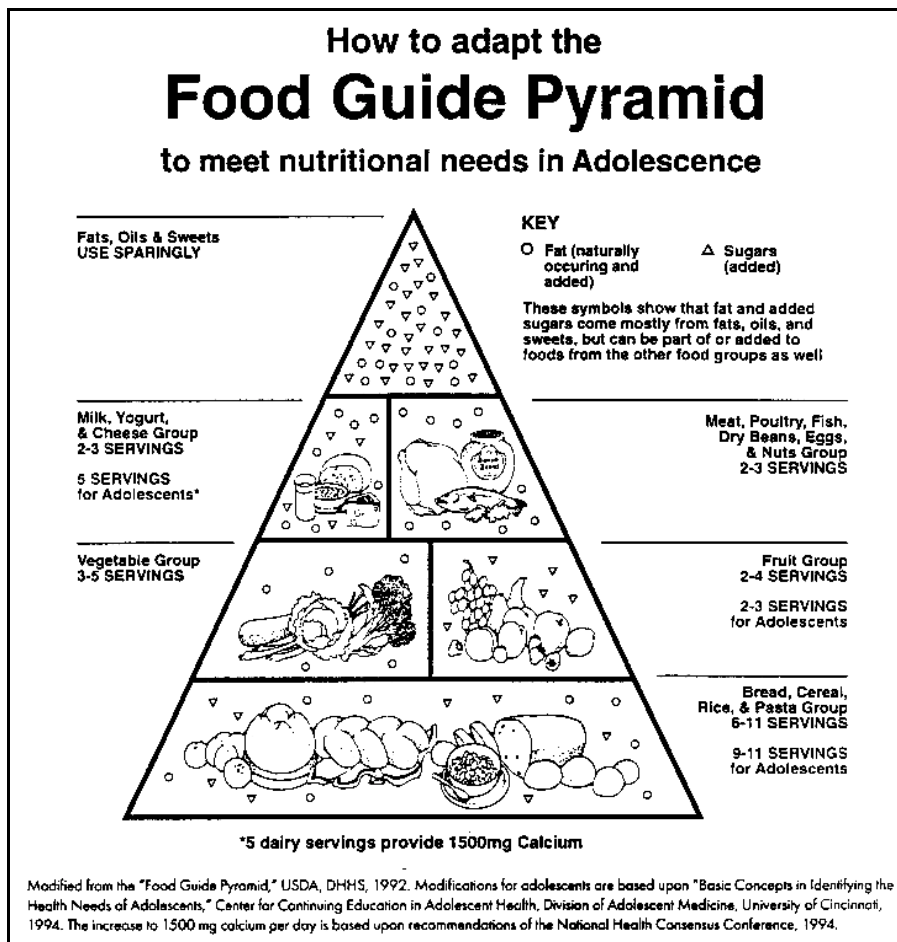 How to adapt the
Food Guide Pyramid
to meet nutritional needs in Adolescence
Fats, Oils & Sweets
USE SPARINGLY
KEY
Fat (naturally
occuring and
added)
Sugars
(added)
These symbols show that fat and added
sugars come mostly from fats, oils, and
sweets, but can be part of or added to
foods from the other food groups as well
Milk, Yogurt,
& Cheese Group
2-3 SERVINGS
5 SERVINGS
for Adolescents*
Meat, Poultry, Fish,
Dry Beans, Eggs,
& Nuts Group
2-3 SERVINGS
Vegetable Group
3-5 SERVINGS
Fruit Group
2-4 SERVINGS
2-3 SERVINGS
for Adolescents
Bread, Cereal,
Rice, & Pasta Group
6-11 SERVINGS
9-11 SERVINGS
for Adolescents
*5 dairy servings provide 1500mg Calcium
Modified from the "Food Guide Pyramid," USDA, DHHS, 1992. Modifications for adolescents are based upon "Basic Concepts in Identifying the
Health Needs of Adolescents," Center for Continuing Education in Adolescent Health, Division of Adolescent Medicine, University of Cincinnati,
1994. The increase to 1500 mg calcium per day is based upon recommendations of the National Health Consensus Conference, 1994.